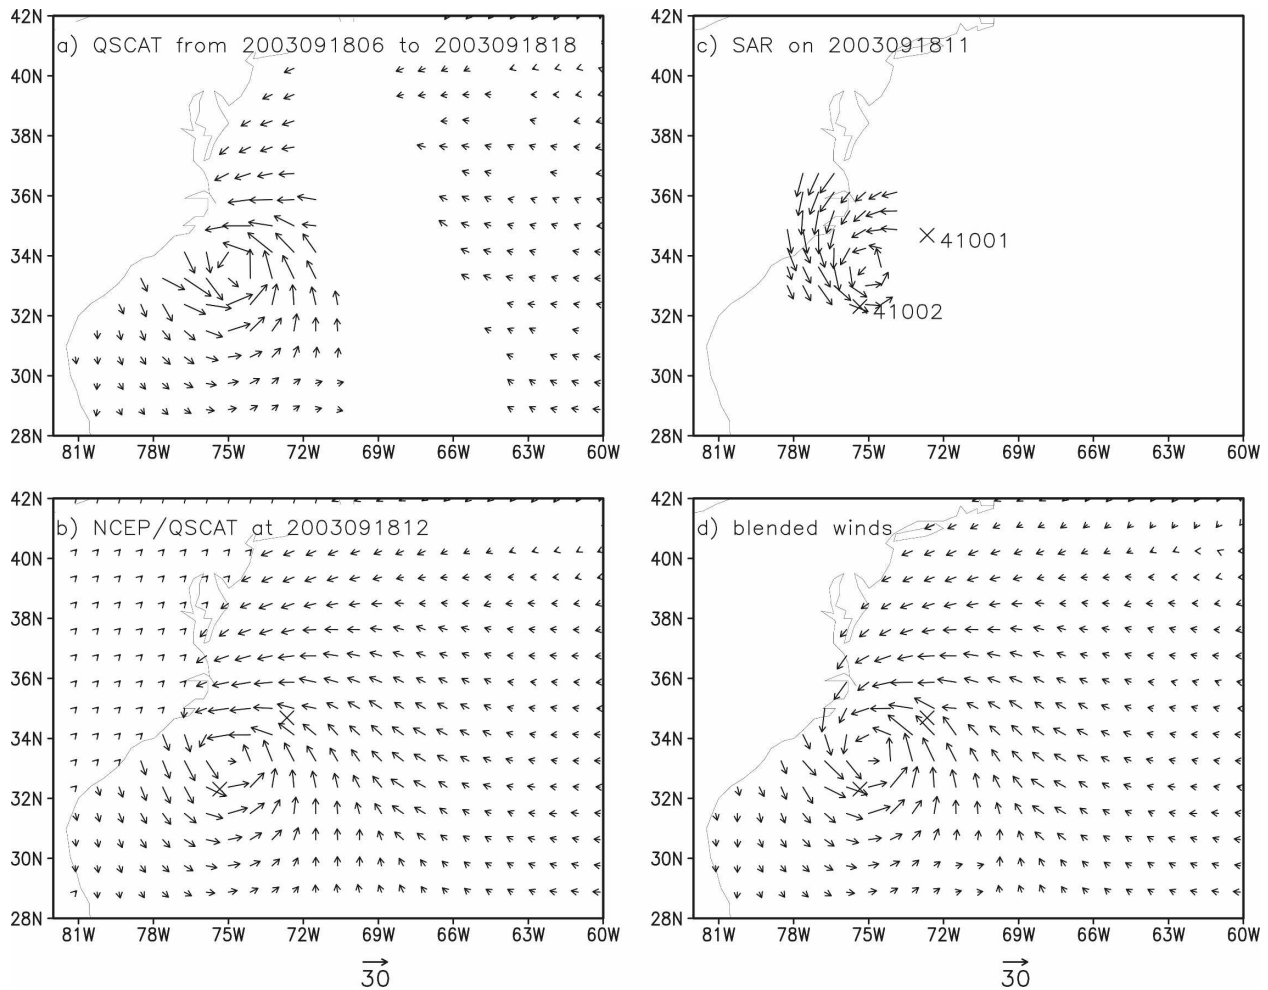 a) QSCAT from 2003091806 to 2003091818
42N
40N
38N
36N
34N
32N
30N
28N
81W 78W 75W 72W 69W 66W 63W 60W
c) SAR on 2003091811
42N
40N
38N
36N
34N
32N
30N
28N
41001
41002
81W 78W 75W 72W 69W 66W 63W 60W
b) NCEP/QSCAT at 2003091812
42N
40N
38N
36N
34N
32N
30N
28N
81W 78W 75W 72W 69W 66W 63W 60W
30
d) blended winds
42N
40N
38N
36N
34N
32N
30N
28N
81W 78W 75W 72W 69W 66W 63W 60W
30